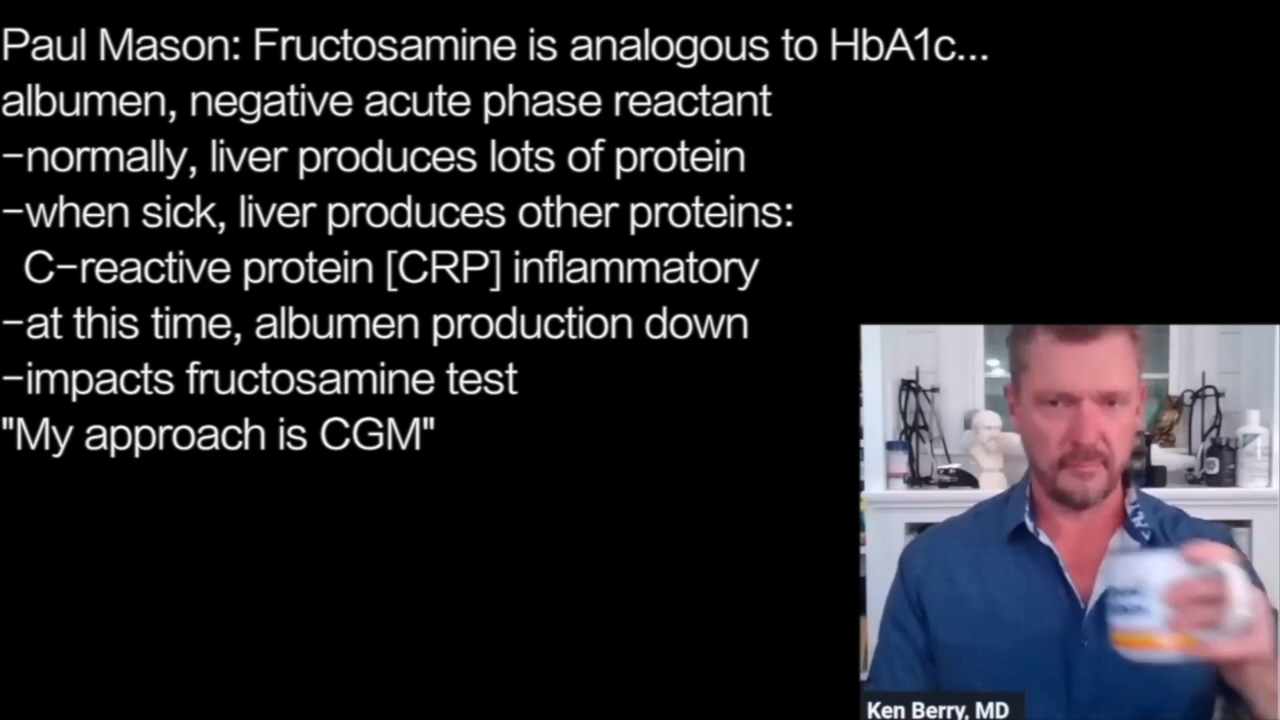 Paul Mason: Fructosamine is analogous to HbA1c...
albumen, negative acute phase reactant
−normally, liver produces lots of protein
−when sick, liver produces other proteins:
C−reactive protein [CRP] inflammatory
−at this time, albumen production down
−impacts fructosamine test
"My approach is CGM"
Ken Berry, MD